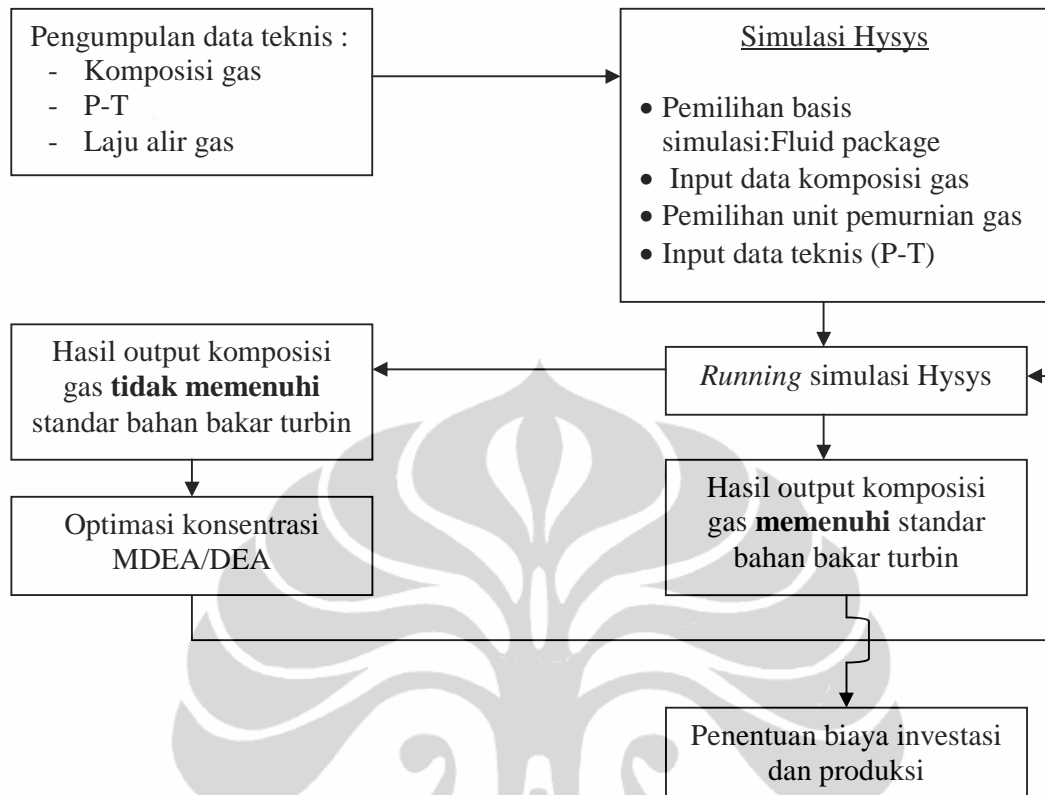 Pengumpulan data teknis :
- Komposisi gas
- P-T
- Laju alir gas
Simulasi Hysys
• Pemilihan basis
simulasi:Fluid package
• Input data komposisi gas
• Pemilihan unit pemurnian gas
• Input data teknis (P-T)
Hasil output komposisi
gas tidak memenuhi
standar bahan bakar turbin
Running simulasi Hysys
Optimasi konsentrasi
MDEA/DEA
Hasil output komposisi
gas memenuhi standar
bahan bakar turbin
Penentuan biaya investasi
dan produksi